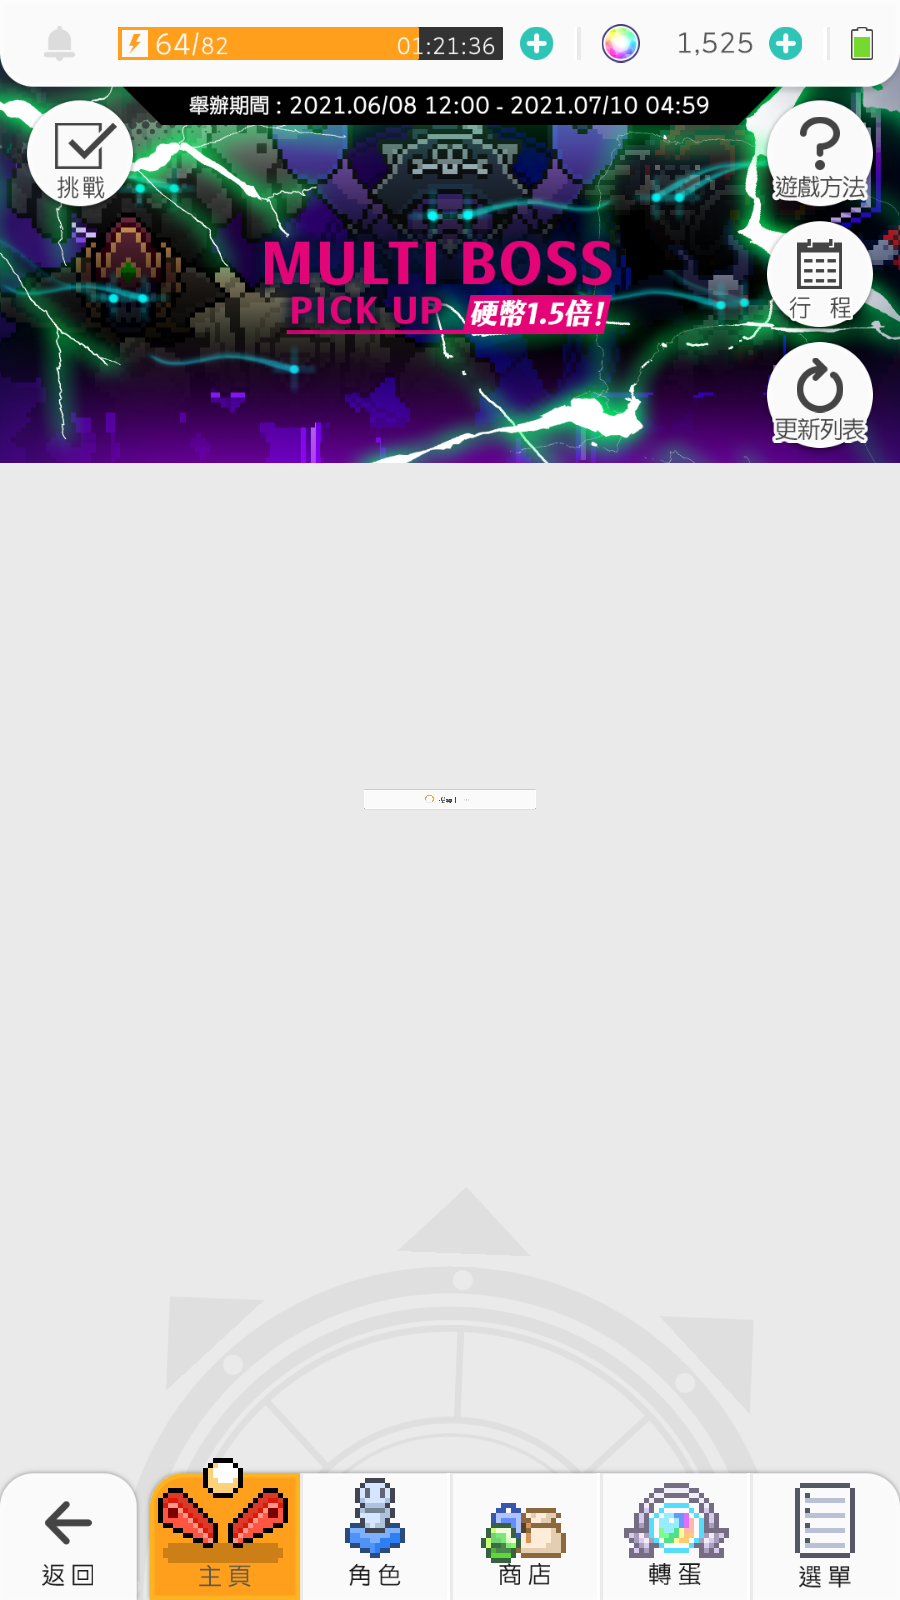 64/82 01:21:36 1,525
舉辦期間：2021.06/08 12:00 - 2021.07/10 04:59
挑戰
遊戲方法
MULTI BOSS
PICK UP 硬幣1.5倍!
行 程
更新列表
返回
主頁
角色
商店
轉蛋
選單